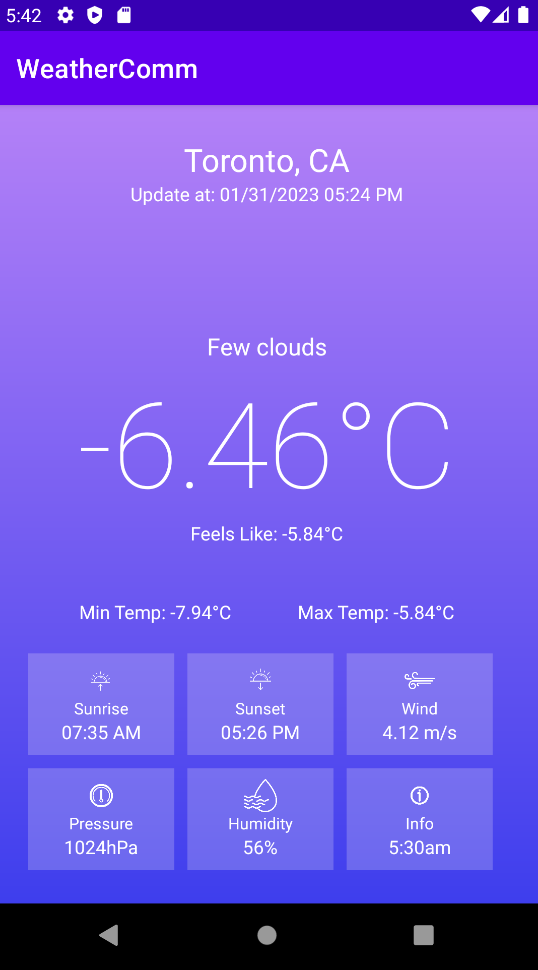 5:42
WeatherComm
Toronto, CA
Update at: 01/31/2023 05:24 PM
Few clouds
-6.46°C
Feels Like: -5.84°C
Min Temp: -7.94°C Max Temp: -5.84°C
Sunrise Sunset Wind
07:35 AM 05:26 PM 4.12 m/s
Pressure Humidity Info
1024hPa 56% 5:30am